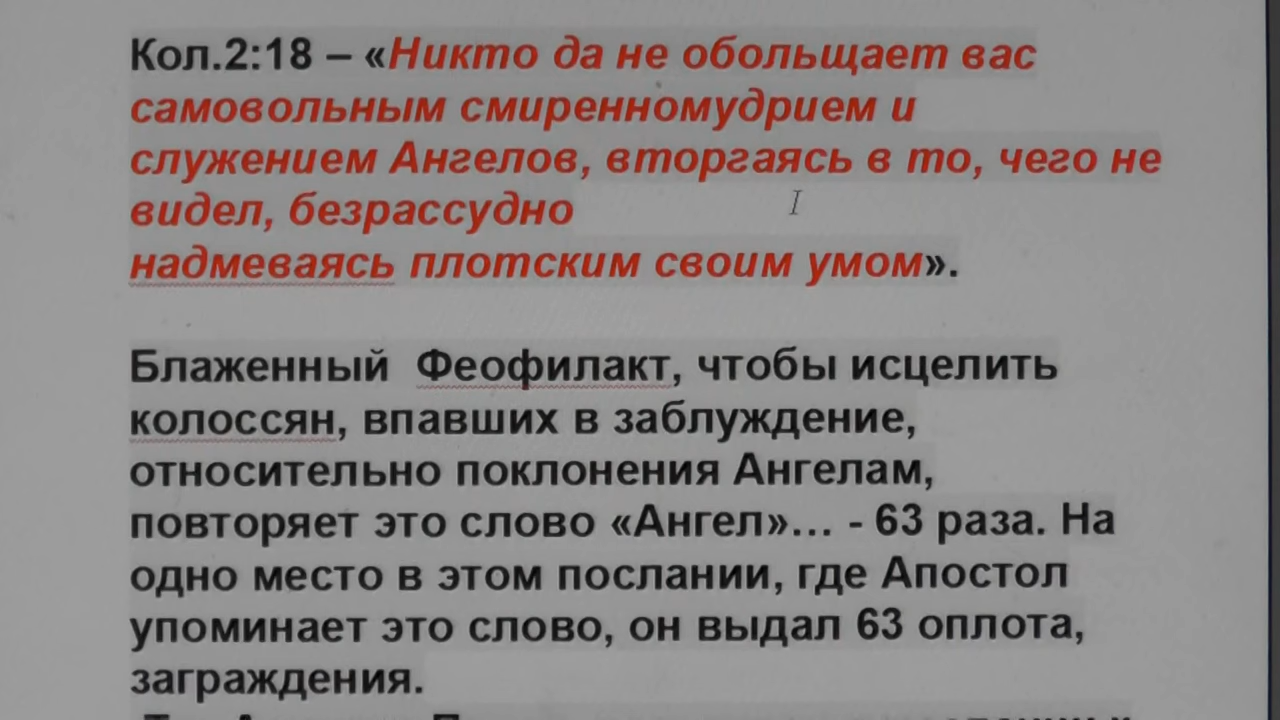 Кол.2:18 – «Никто да не обольщает вас
самовольным смиренномудрием и
служением Ангелов, вторгаясь в то, чего не
видел, безрассудно
надмеваясь плотским своим умом».
Блаженный Феофилакт, чтобы исцелить
колоссян, впавших в заблуждение,
относительно поклонения Ангелам,
повторяет это слово «Ангел»... - 63 раза. На
одно место в этом послании, где Апостол
упоминает это слово, он выдал 63 оплота,
заграждения.